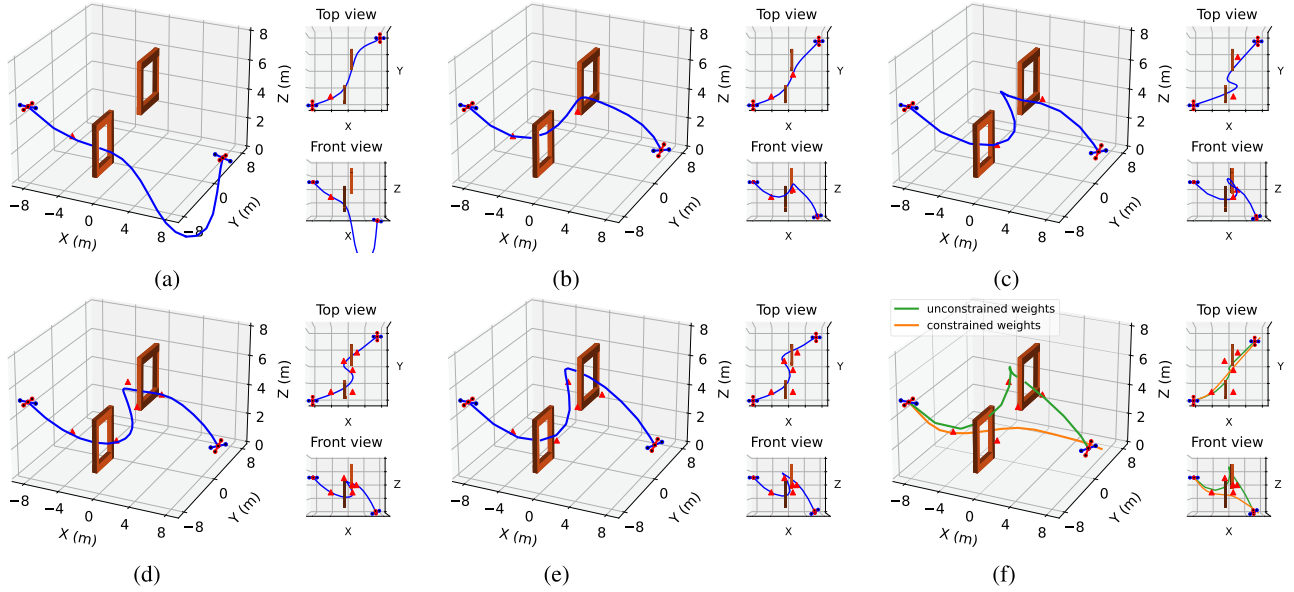 Top view
Y
X
Front view
Z
X
8
6
4
2
0
Z (m)
8
0
−8
Y (m)
−8
−4
0
4
8
X (m)
(a)
Top view
Y
X
Front view
Z
X
8
6
4
2
0
Z (m)
8
0
−8
Y (m)
−8
−4
0
4
8
X (m)
(b)
Top view
Y
X
Front view
Z
X
8
6
4
2
0
Z (m)
8
0
−8
Y (m)
−8
−4
0
4
8
X (m)
(c)
Top view
Y
X
Front view
Z
X
8
6
4
2
0
Z (m)
8
0
−8
Y (m)
−8
−4
0
4
8
X (m)
(d)
Top view
Y
X
Front view
Z
X
8
6
4
2
0
Z (m)
8
0
−8
Y (m)
−8
−4
0
4
8
X (m)
(e)
unconstrained weights
constrained weights
Top view
Y
X
Front view
Z
X
8
6
4
2
0
Z (m)
8
0
−8
Y (m)
−8
−4
0
4
8
X (m)
(f)